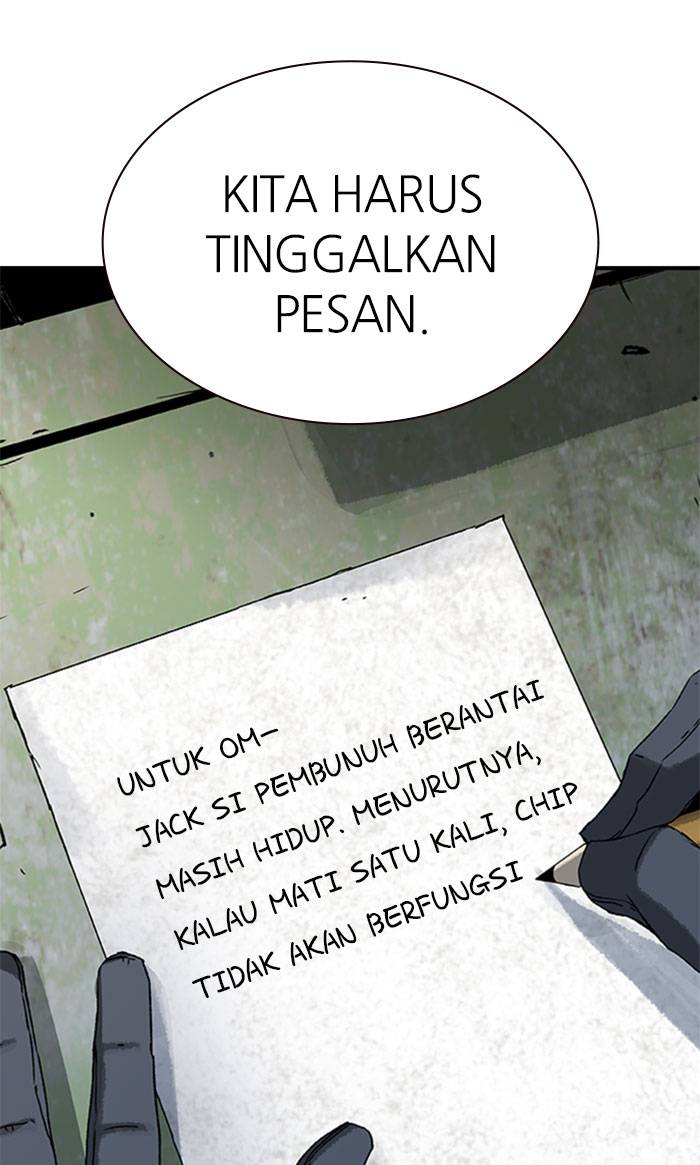 KITA HARUS
TINGGALKAN
PESAN.
UNTUK OM-
JACK SI PEMBUNUH BERANTAI
MASIH HIDUP. MENURUTNYA,
KALAU MATI SATU KALI, CHIP
TIDAK AKAN BERFUNGSI